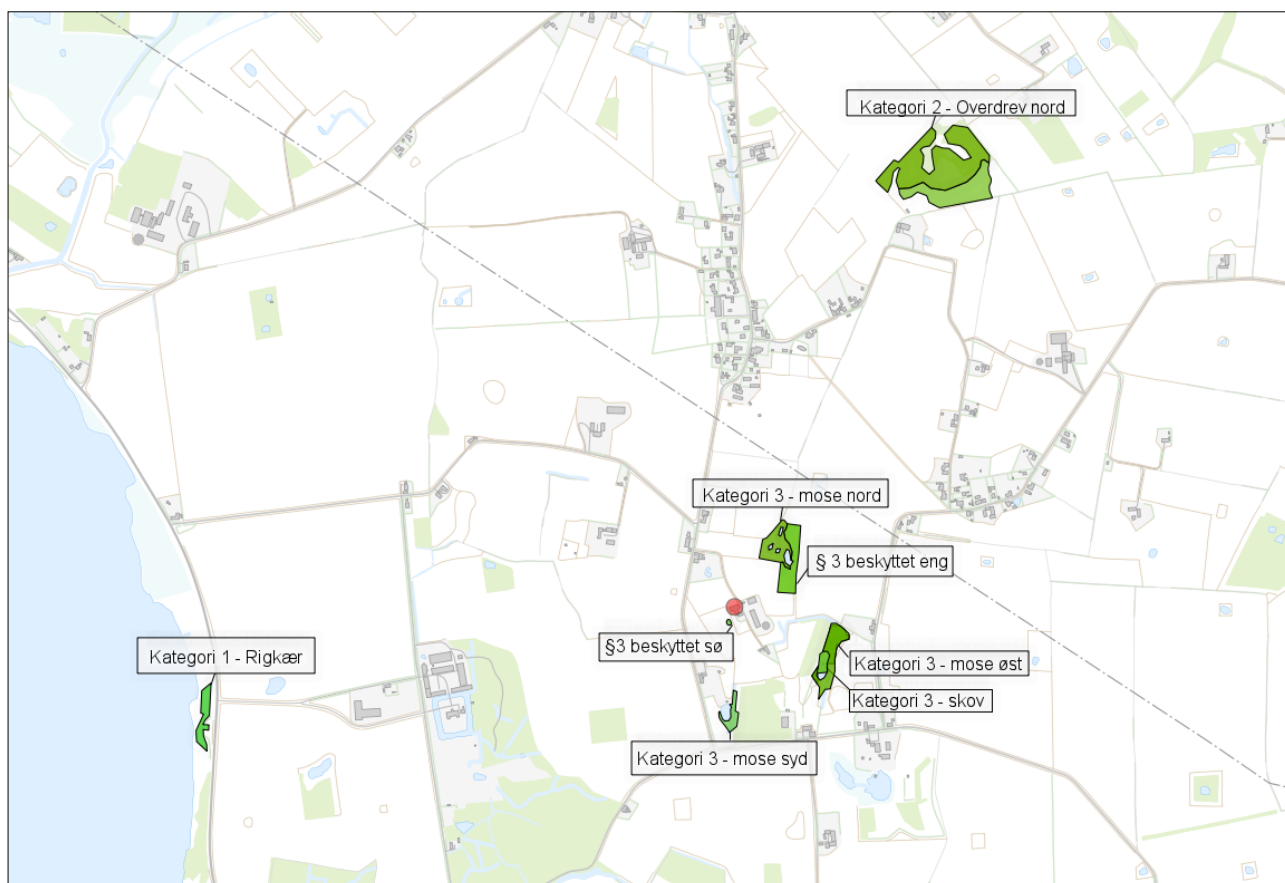 Kategori 2 - Overdrev nord
Kategori 3 - mose nord
§ 3 beskyttet eng
§3 beskyttet sø
Kategori 1 - Rigkær
Kategori 3 - mose øst
Kategori 3 - skov
Kategori 3 - mose syd